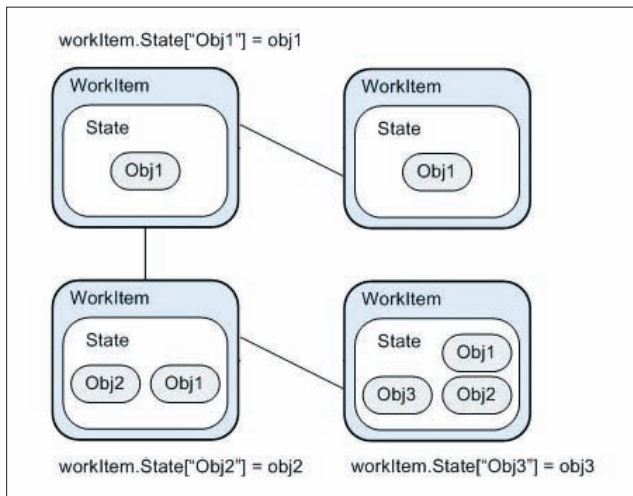 workItem.State[“Obj1”] = obj1
WorkItem
State
Obj1
WorkItem
State
Obj1
WorkItem
State
Obj2 Obj1
WorkItem
State
Obj1
Obj3 Obj2
workItem.State[“Obj2”] = obj2
workItem.State[“Obj3”] = obj3